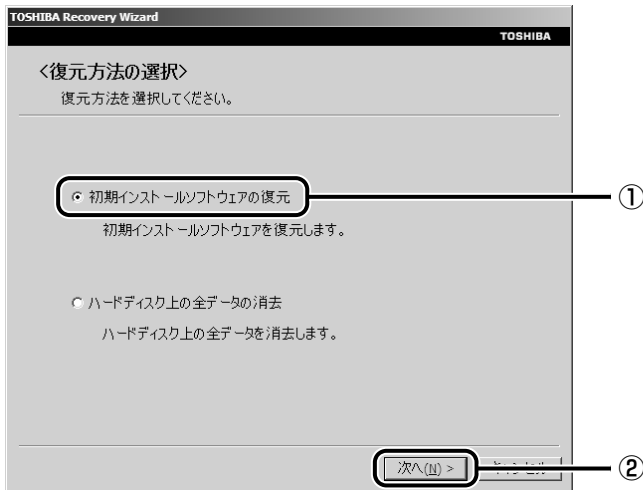 TOSHIBA Recovery Wizard
TOSHIBA
<復元方法の選択>
復元方法を選択してください。
初期インストールソフトウェアの復元
①
初期インストールソフトウェアを復元します。
ハードディスク上の全データの消去
ハードディスク上の全データを消去します。
次へ(N) >
キャンセル
②